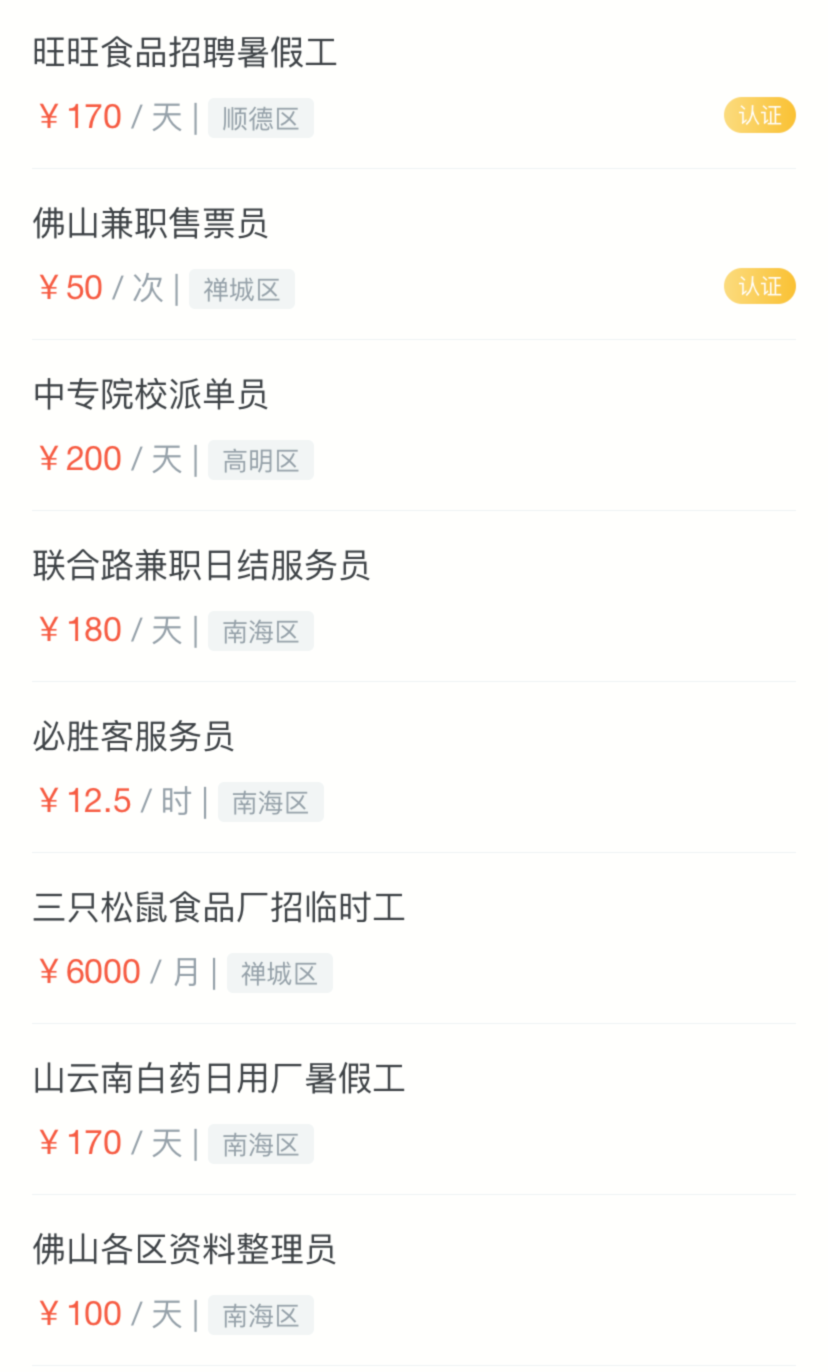 旺旺食品招聘暑假工
￥170 / 天 | 顺德区 认证
佛山兼职售票员
￥50 / 次 | 禅城区 认证
中专院校派单员
￥200 / 天 | 高明区
联合路兼职日结服务员
￥180 / 天 | 南海区
必胜客服务员
￥12.5 / 时 | 南海区
三只松鼠食品厂招临时工
￥6000 / 月 | 禅城区
山云南白药日用厂暑假工
￥170 / 天 | 南海区
佛山各区资料整理员
￥100 / 天 | 南海区